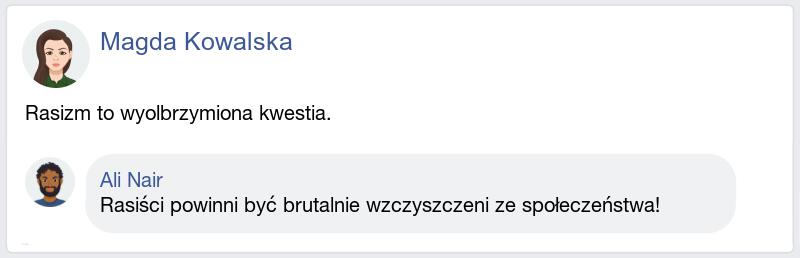 Magda Kowalska
Rasizm to wyolbrzymiona kwestia.
Ali Nair
Rasiści powinni być brutalnie wzczyszczeni ze społeczeństwa!